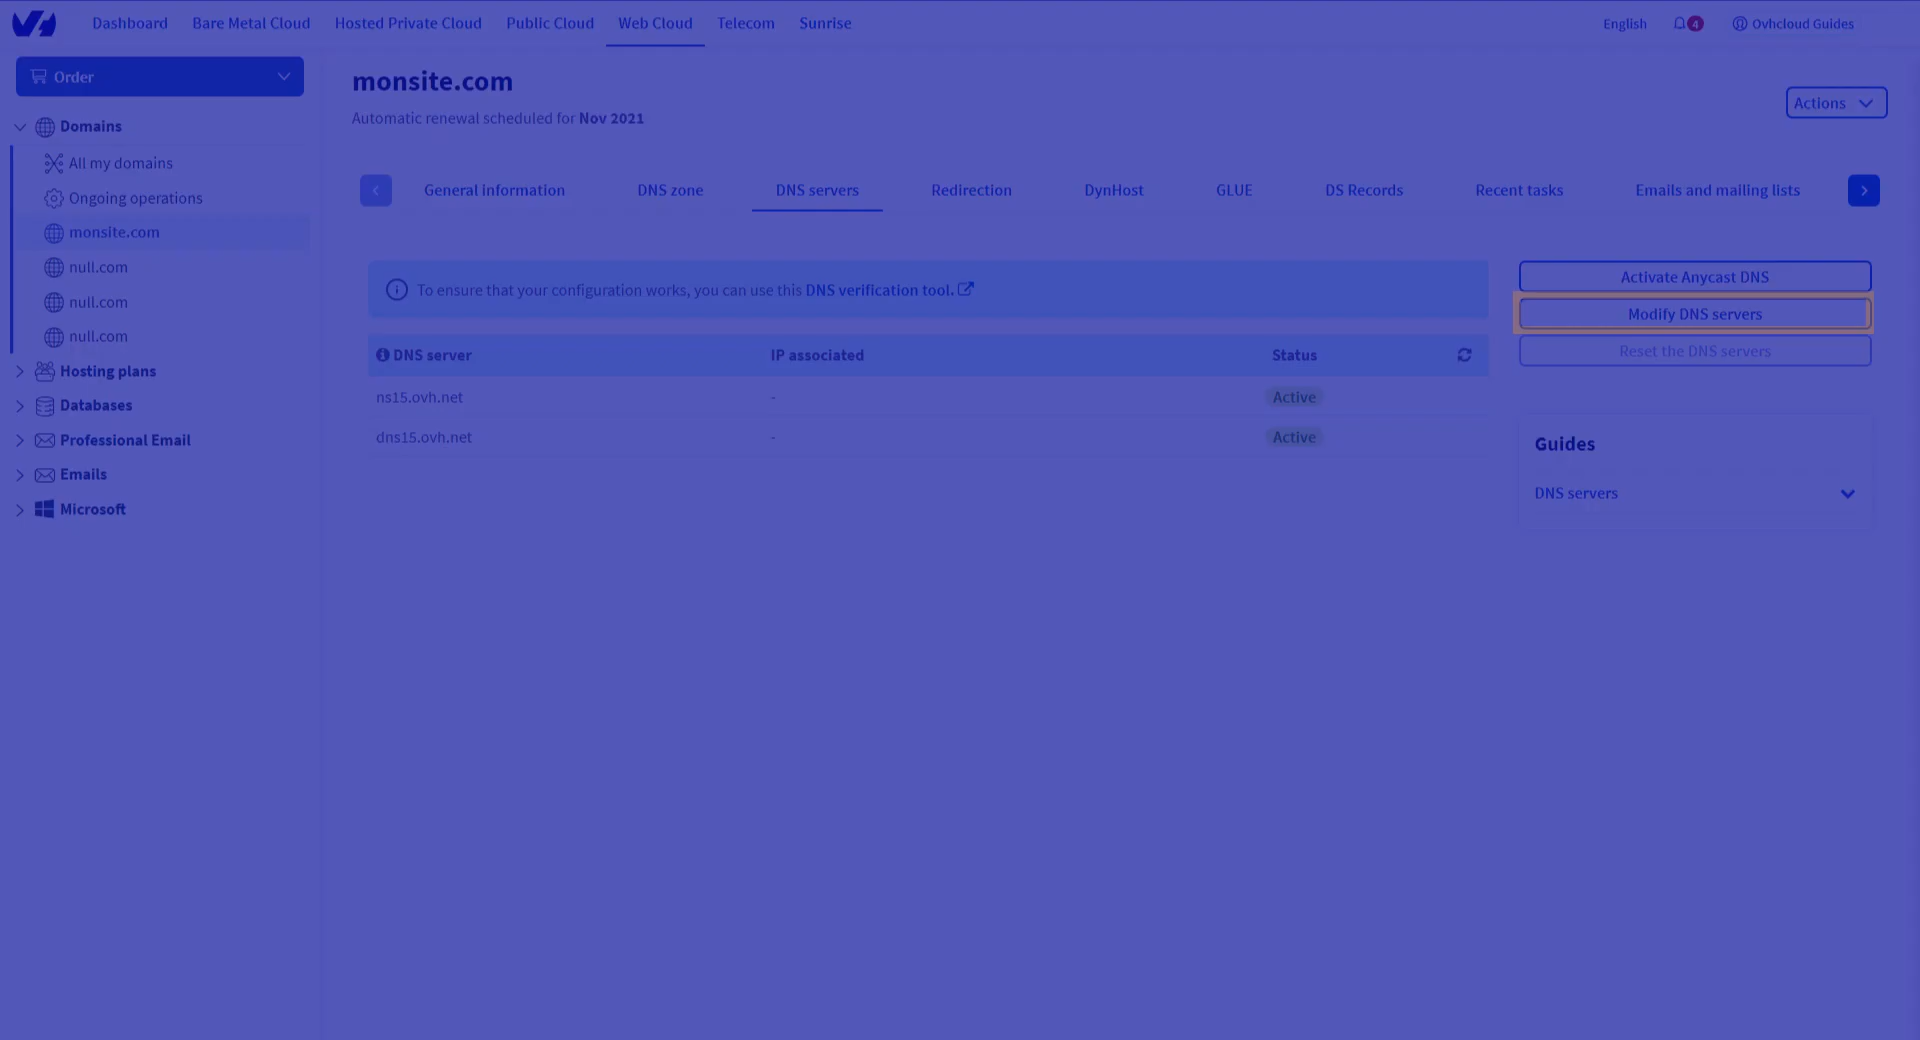 Dashboard Bare Metal Cloud Hosted Private Cloud Public Cloud Web Cloud Telecom Sunrise English 4 Ovhcloud Guides
Order
Domains
All my domains
Ongoing operations
monsite.com
null.com
null.com
null.com
Hosting plans
Databases
Professional Email
Emails
Microsoft
monsite.com
Automatic renewal scheduled for Nov 2021
Actions
General information DNS zone DNS servers Redirection DynHost GLUE DS Records Recent tasks Emails and mailing lists
To ensure that your configuration works, you can use this DNS verification tool.
DNS server IP associated Status
ns15.ovh.net - Active
dns15.ovh.net - Active
Activate Anycast DNS
Modify DNS servers
Reset the DNS servers
Guides
DNS servers